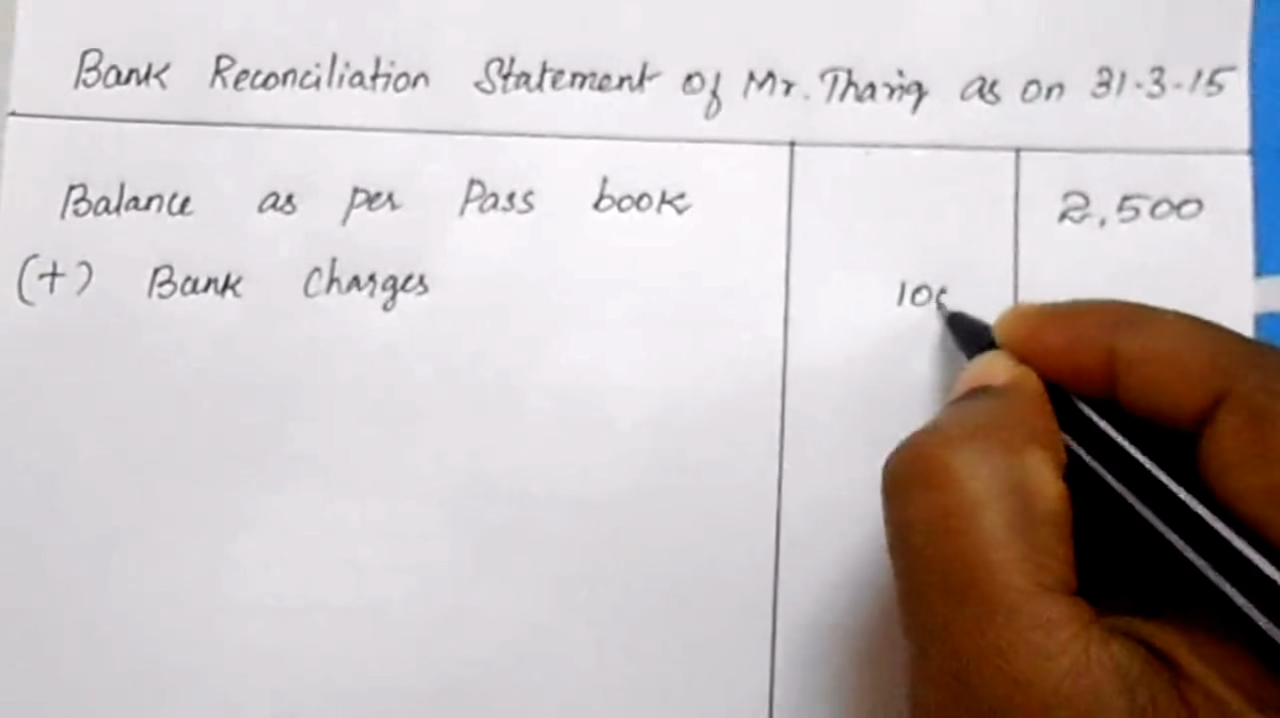 Bank Reconciliation Statement of Mr. Thariq as on 31-3-15
Balance as per Pass book 2,500
(+) Bank Charges